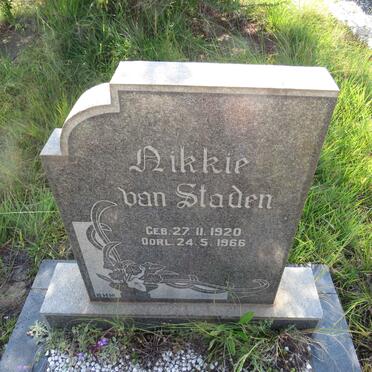 Nikkie
van Staden
GEB. 27.11.1920
OORL. 24.5.1966